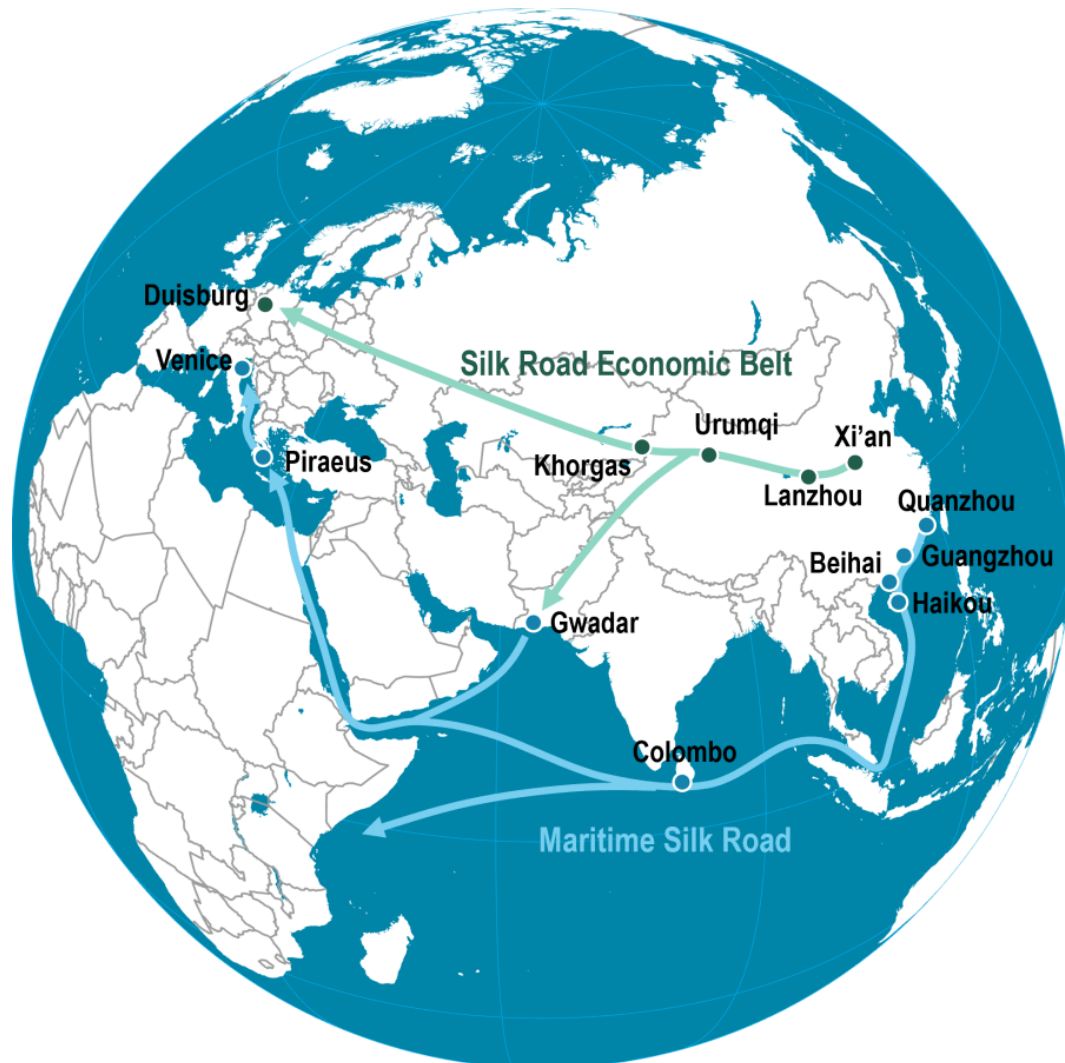 Duisburg
Venice
Silk Road Economic Belt
Urumqi
Xi'an
Piraeus
Khorgas
Lanzhou
Quanzhou
Beihai
Guangzhou
Haikou
Gwadar
Colombo
Maritime Silk Road